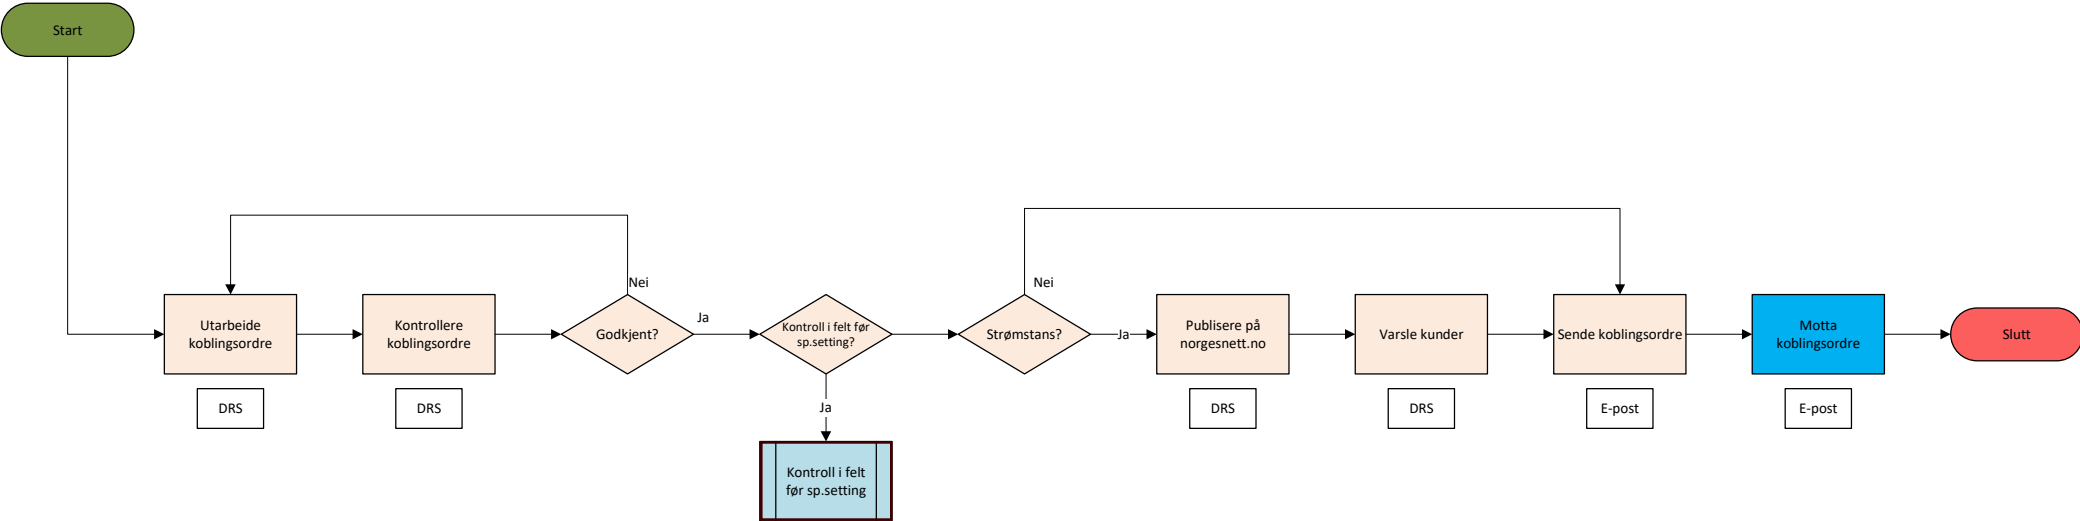 Start
Nei
Nei
Utarbeide
koblingsordre
Kontrollere
koblingsordre
Godkjent?
Ja
Kontroll i felt før
sp.setting?
Strømstans?
Ja
Publisere på
norgesnett.no
Varsle kunder
Sende koblingsordre
Motta
koblingsordre
Slutt
DRS
DRS
Ja
DRS
DRS
E-post
E-post
Kontroll i felt
før sp.setting